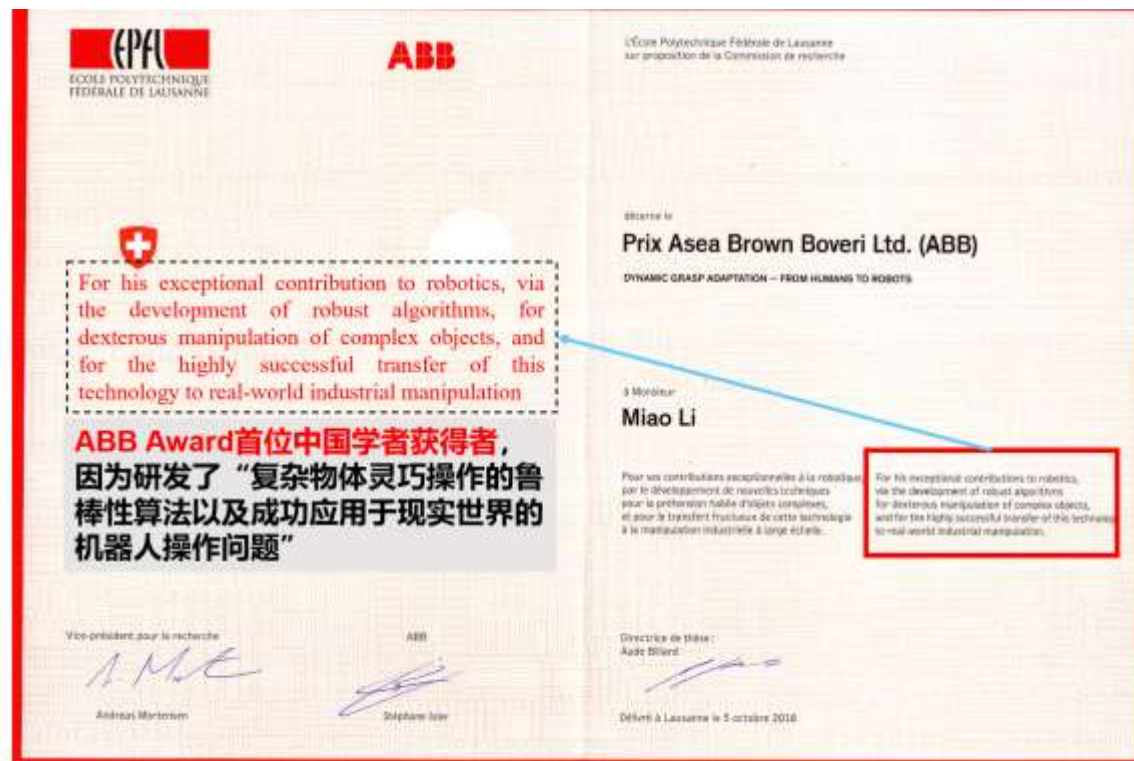 EPFL
ÉCOLE POLYTECHNIQUE
FÉDÉRALE DE LAUSANNE
ABB
L'École Polytechnique Fédérale de Lausanne
sur proposition de la Commission de recherche
décerne le
Prix Asea Brown Boveri Ltd. (ABB)
DYNAMIC GRASP ADAPTATION – FROM HUMANS TO ROBOTS
For his exceptional contribution to robotics, via
the development of robust algorithms, for
dexterous manipulation of complex objects, and
for the highly successful transfer of this
technology to real-world industrial manipulation
ABB Award首位中国学者获得者，
因为研发了“复杂物体灵巧操作的鲁
棒性算法以及成功应用于现实世界的
机器人操作问题”
à Monsieur
Miao Li
Pour ses contributions exceptionnelles à la robotique,
par le développement de nouvelles techniques
pour la préhension habile d'objets complexes,
et pour le transfert fructueux de cette technologie
à la manipulation industrielle à large échelle.
For his exceptional contributions to robotics,
via the development of robust algorithms
for dexterous manipulation of complex objects,
and for the highly successful transfer of this technology
to real-world industrial manipulation.
Vice-président pour la recherche
Andreas Mortensen
ABB
Stéphane
Directrice de thèse :
Aude Billard
Délivré à Lausanne le 5 octobre 2016